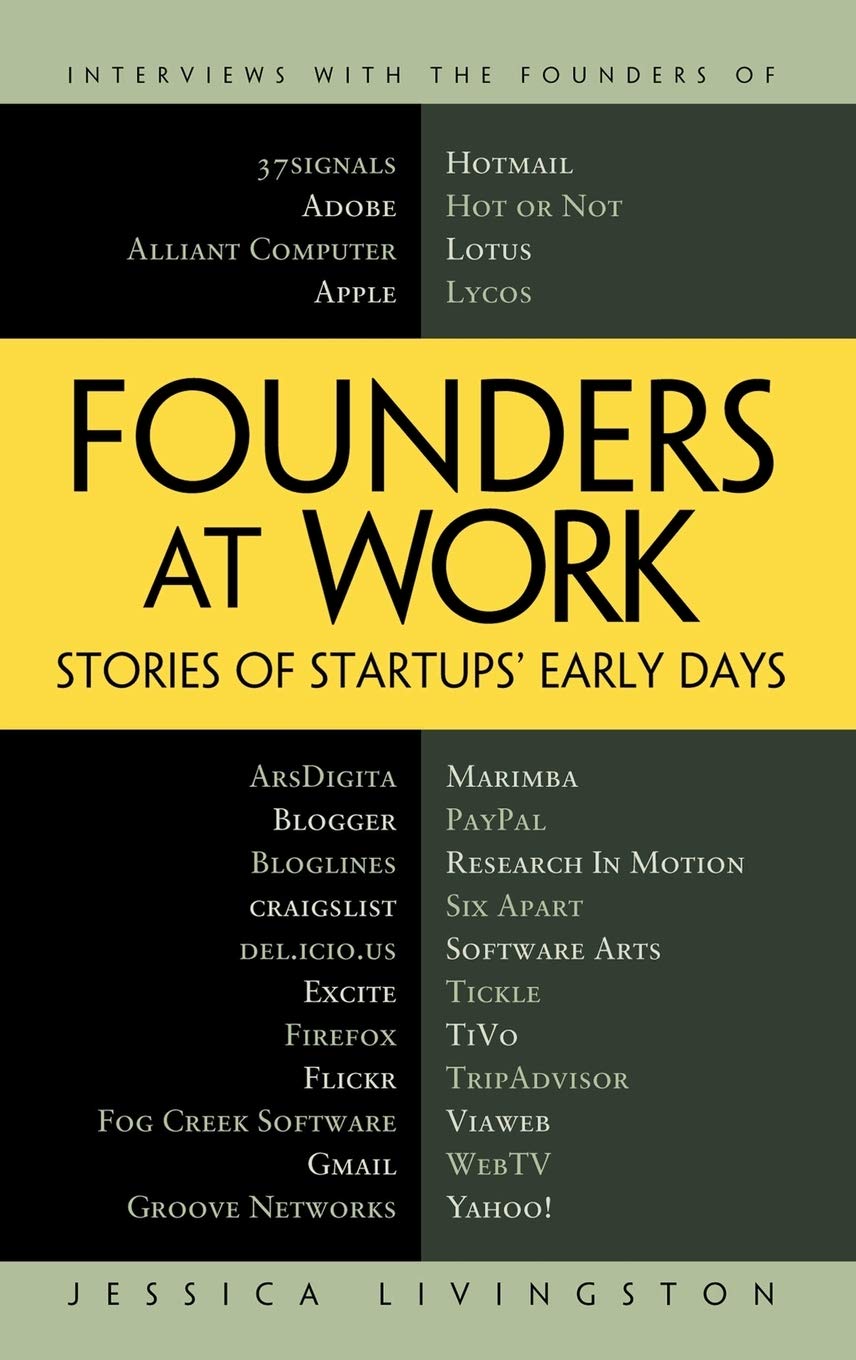 INTERVIEWS WITH THE FOUNDERS OF
37SIGNALS
ADOBE
ALLIANT COMPUTER
APPLE
HOTMAIL
HOT OR NOT
LOTUS
LYCOS
FOUNDERS
AT WORK
STORIES OF STARTUPS' EARLY DAYS
ARSDIGITA
BLOGGER
BLOGLINES
CRAIGSLIST
DEL.ICIO.US
EXCITE
FIREFOX
FLICKR
FOG CREEK SOFTWARE
GMAIL
GROOVE NETWORKS
MARIMBA
PAYPAL
RESEARCH IN MOTION
SIX APART
SOFTWARE ARTS
TICKLE
TIVO
TRIPADVISOR
VIAWEB
WEBTV
YAHOO!
JESSICA LIVINGSTON